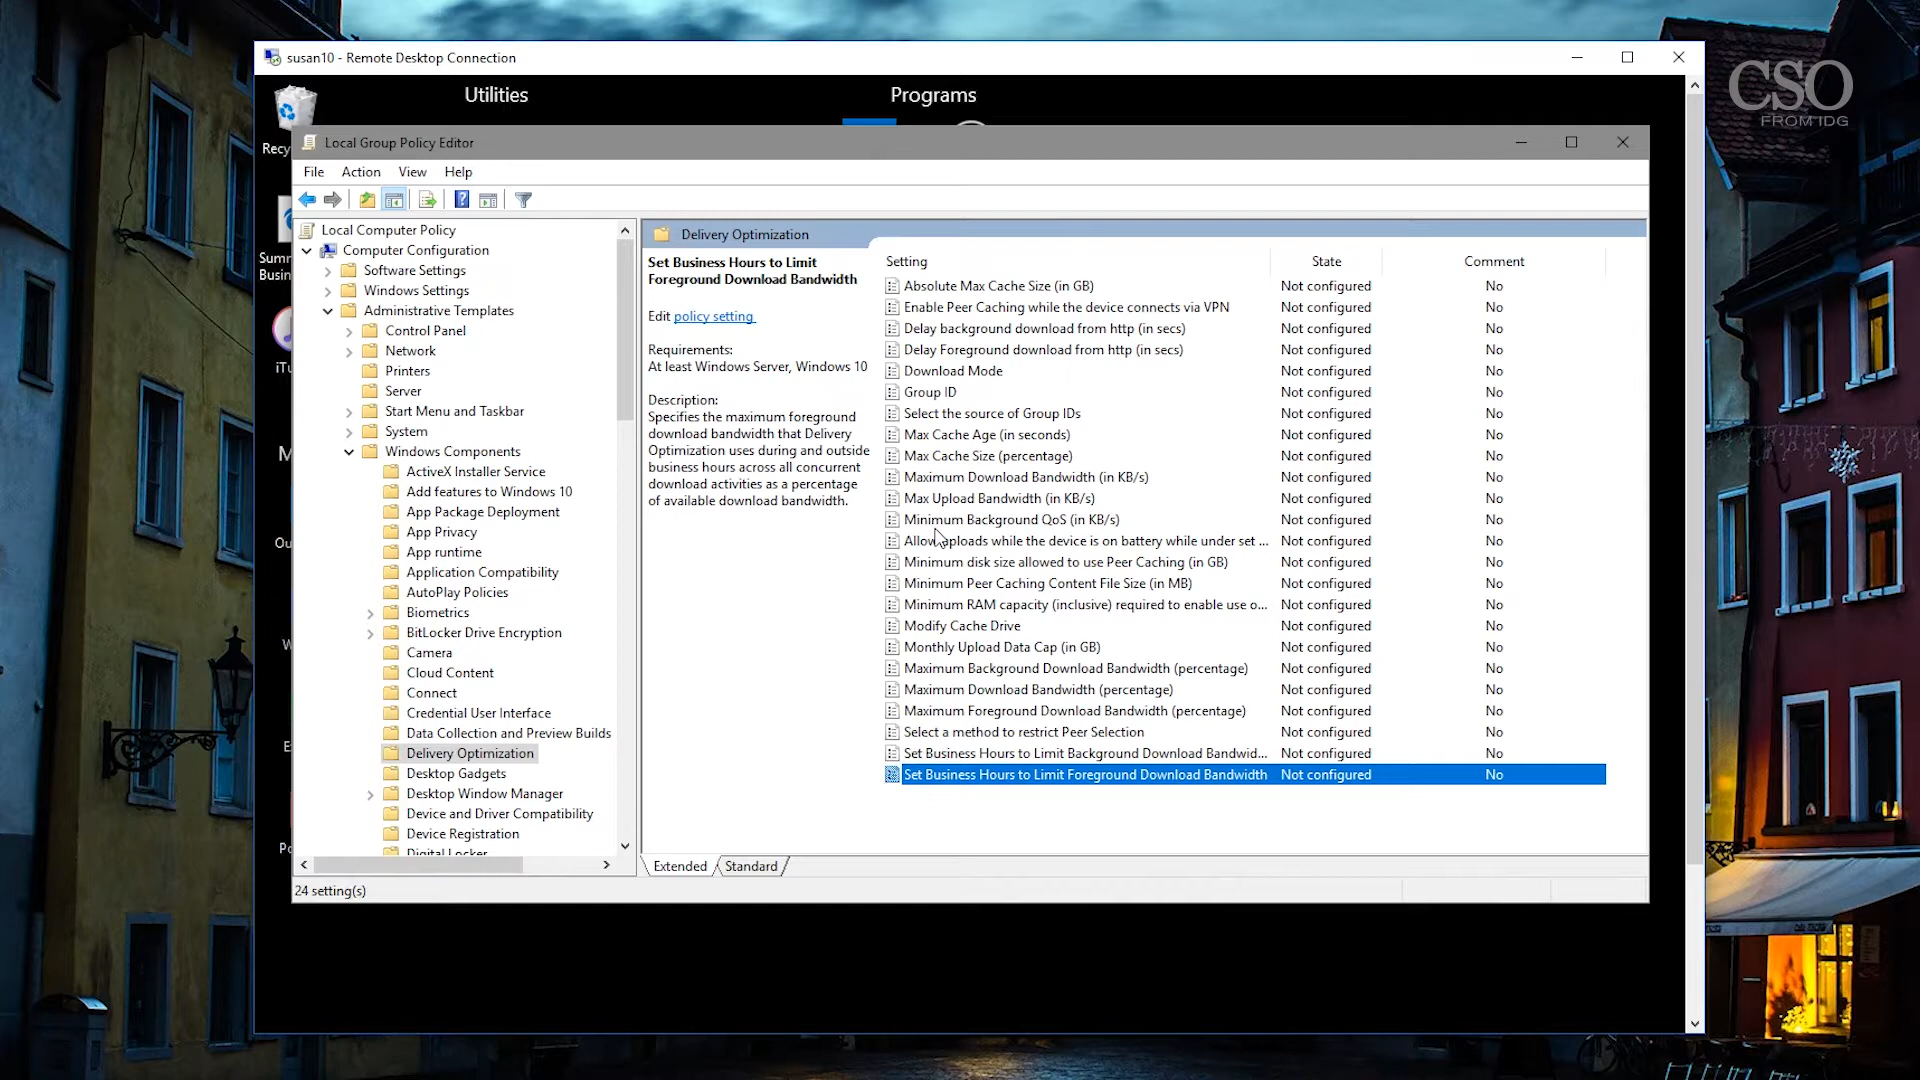 susan10 - Remote Desktop Connection
CSO
FROM IDG
Utilities
Programs
Local Group Policy Editor
File Action View Help
Local Computer Policy
Computer Configuration
Software Settings
Windows Settings
Administrative Templates
Control Panel
Network
Printers
Server
Start Menu and Taskbar
System
Windows Components
ActiveX Installer Service
Add features to Windows 10
App Package Deployment
App Privacy
App runtime
Application Compatibility
AutoPlay Policies
Biometrics
BitLocker Drive Encryption
Camera
Cloud Content
Connect
Credential User Interface
Data Collection and Preview Builds
Delivery Optimization
Desktop Gadgets
Desktop Window Manager
Device and Driver Compatibility
Device Registration
Digital Locker
Delivery Optimization
Set Business Hours to Limit
Foreground Download Bandwidth
Edit policy setting
Requirements:
At least Windows Server, Windows 10
Description:
Specifies the maximum foreground
download bandwidth that Delivery
Optimization uses during and outside
business hours across all concurrent
download activities as a percentage
of available download bandwidth.
Setting State Comment
Absolute Max Cache Size (in GB) Not configured No
Enable Peer Caching while the device connects via VPN Not configured No
Delay background download from http (in secs) Not configured No
Delay Foreground download from http (in secs) Not configured No
Download Mode Not configured No
Group ID Not configured No
Select the source of Group IDs Not configured No
Max Cache Age (in seconds) Not configured No
Max Cache Size (percentage) Not configured No
Maximum Download Bandwidth (in KB/s) Not configured No
Max Upload Bandwidth (in KB/s) Not configured No
Minimum Background QoS (in KB/s) Not configured No
Allow uploads while the device is on battery while under set ... Not configured No
Minimum disk size allowed to use Peer Caching (in GB) Not configured No
Minimum Peer Caching Content File Size (in MB) Not configured No
Minimum RAM capacity (inclusive) required to enable use o... Not configured No
Modify Cache Drive Not configured No
Monthly Upload Data Cap (in GB) Not configured No
Maximum Background Download Bandwidth (percentage) Not configured No
Maximum Download Bandwidth (percentage) Not configured No
Maximum Foreground Download Bandwidth (percentage) Not configured No
Select a method to restrict Peer Selection Not configured No
Set Business Hours to Limit Background Download Bandwid... Not configured No
Set Business Hours to Limit Foreground Download Bandwidth Not configured No
Extended Standard
24 setting(s)